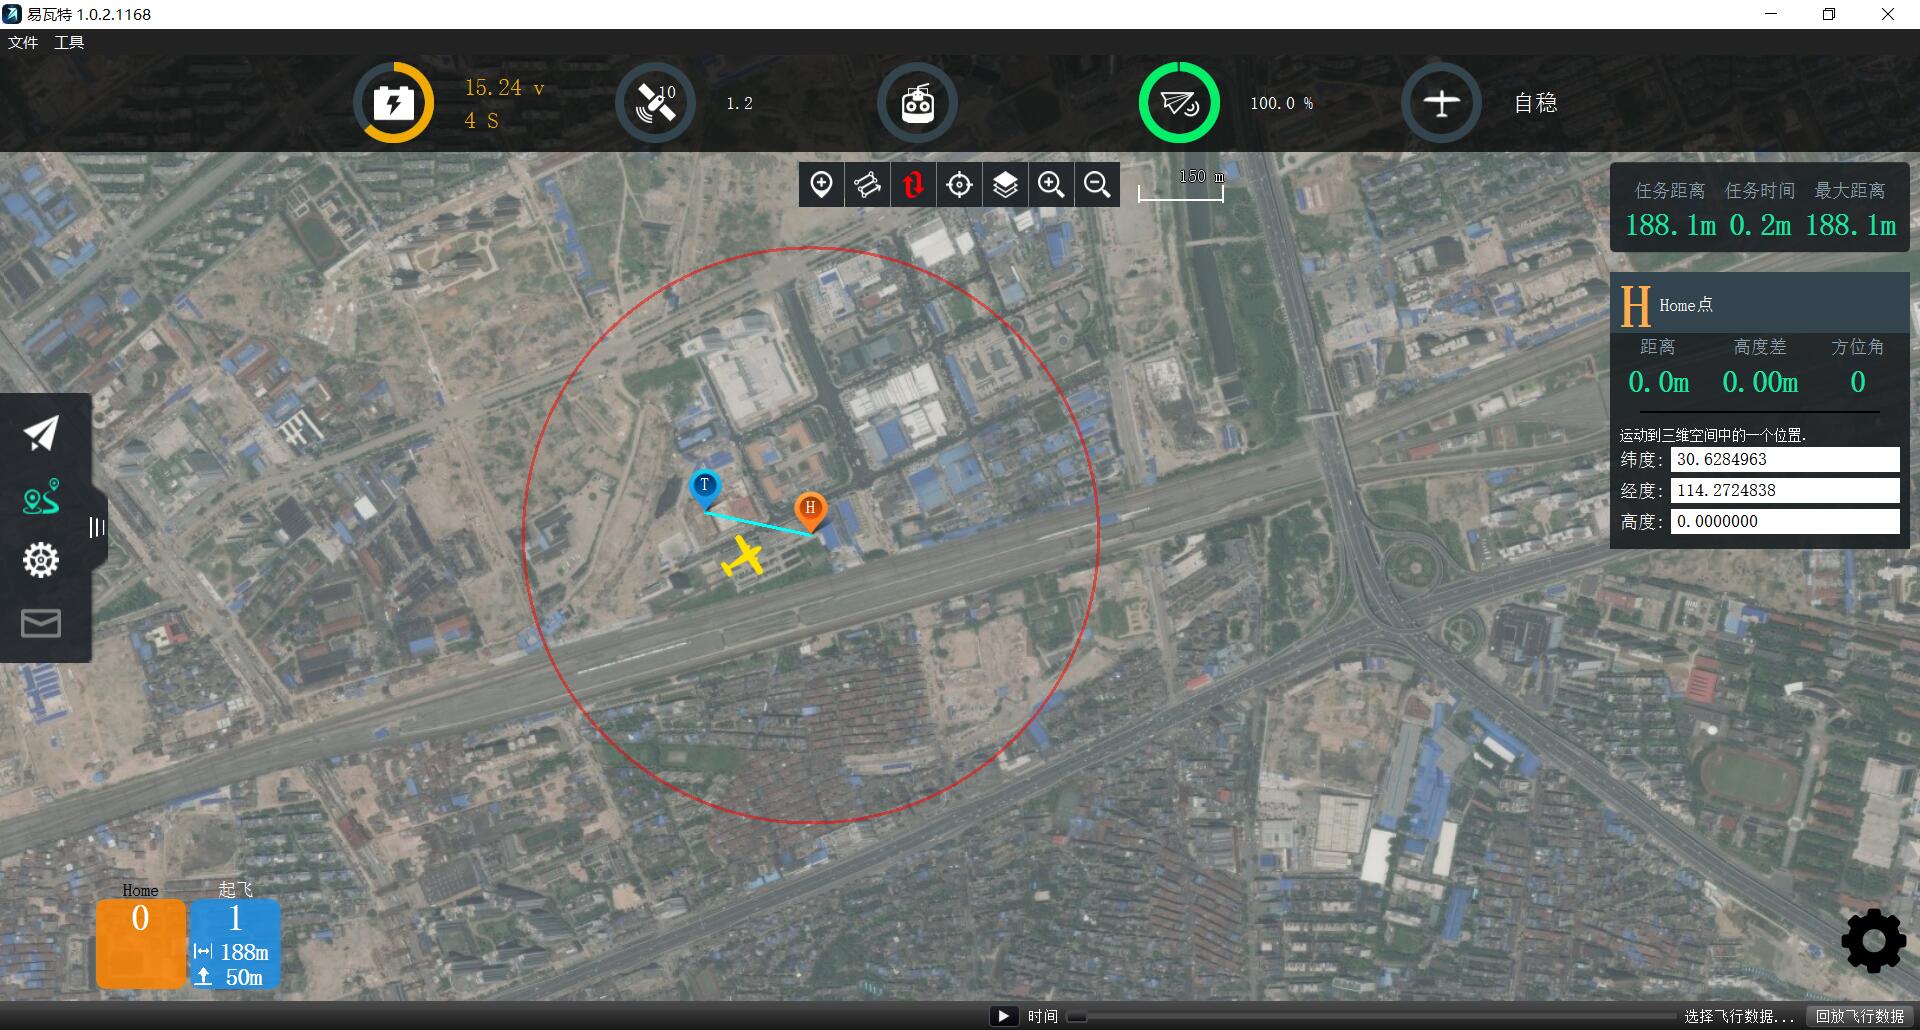 易瓦特 1.0.2.1168
文件 工具
15.24 v
4 S
10
1.2
100.0 %
自稳
150 m
任务距离 任务时间 最大距离
188.1m 0.2m 188.1m
H Home点
距离 高度差 方位角
0.0m 0.00m 0
运动到三维空间中的一个位置.
纬度: 30.6284963
经度: 114.2724838
高度: 0.0000000
T
H
Home 起飞
0 1
188m
50m
时间 选择飞行数据... 回放飞行数据